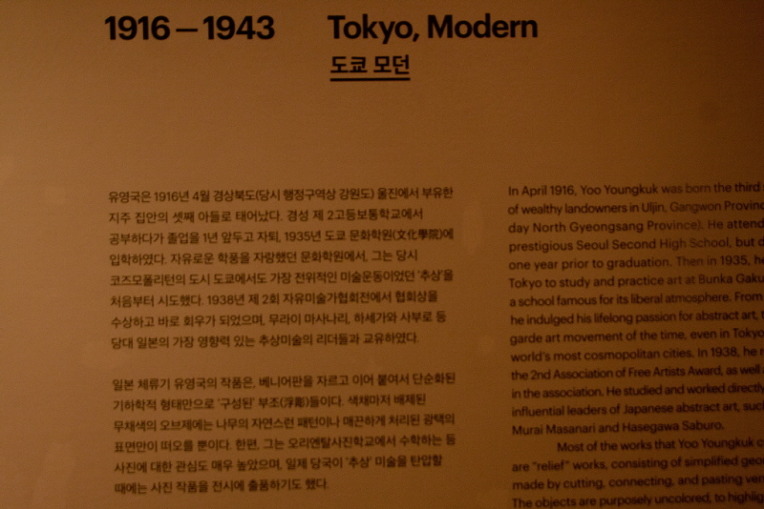 1916 – 1943
Tokyo, Modern
도쿄 모던
유영국은 1916년 4월 경상북도(당시 행정구역상 강원도) 울진에서 부유한
지주 집안의 셋째 아들로 태어났다. 경성 제 2고등보통학교에서
공부하다가 졸업을 1년 앞두고 자퇴, 1935년 도쿄 문화학원(文化學院)에
입학하였다. 자유로운 학풍을 자랑했던 문화학원에서, 그는 당시
코즈모폴리턴의 도시 도쿄에서도 가장 전위적인 미술운동이었던 '추상'을
처음부터 시도했다. 1938년 제 2회 자유미술가협회전에서 협회상을
수상하고 바로 회우가 되었으며, 무라이 마사나리, 하세가와 사부로 등
당대 일본의 가장 영향력 있는 추상미술의 리더들과 교유하였다.
일본 체류기 유영국의 작품은, 베니어판을 자르고 이어 붙여서 단순화된
기하학적 형태만으로 '구성된' 부조(浮彫)들이다. 색채마저 배제된
무채색의 오브제에는 나무의 자연스런 패턴이나 매끈하게 처리된 광택의
표면만이 떠오를 뿐이다. 한편, 그는 오리엔탈사진학교에서 수학하는 등
사진에 대한 관심도 매우 높았으며, 일제 당국이 '추상' 미술을 탄압할
때에는 사진 작품을 전시에 출품하기도 했다.
In April 1916, Yoo Youngkuk was born the third
of wealthy landowners in Uljin, Gangwon Provinc
day North Gyeongsang Province). He attend
prestigious Seoul Second High School, but d
one year prior to graduation. Then in 1935, he
Tokyo to study and practice art at Bunka Gaku
a school famous for its liberal atmosphere. From
he indulged his lifelong passion for abstract art, t
garde art movement of the time, even in Tokyo
world's most cosmopolitan cities. In 1938, he r
the 2nd Association of Free Artists Award, as well
in the association. He studied and worked directly
influential leaders of Japanese abstract art, suc
Murai Masanari and Hasegawa Saburo.
Most of the works that Yoo Youngkuk c
are "relief" works, consisting of simplified geo
made by cutting, connecting, and pasting ven
The objects are purposely uncolored, to highlig